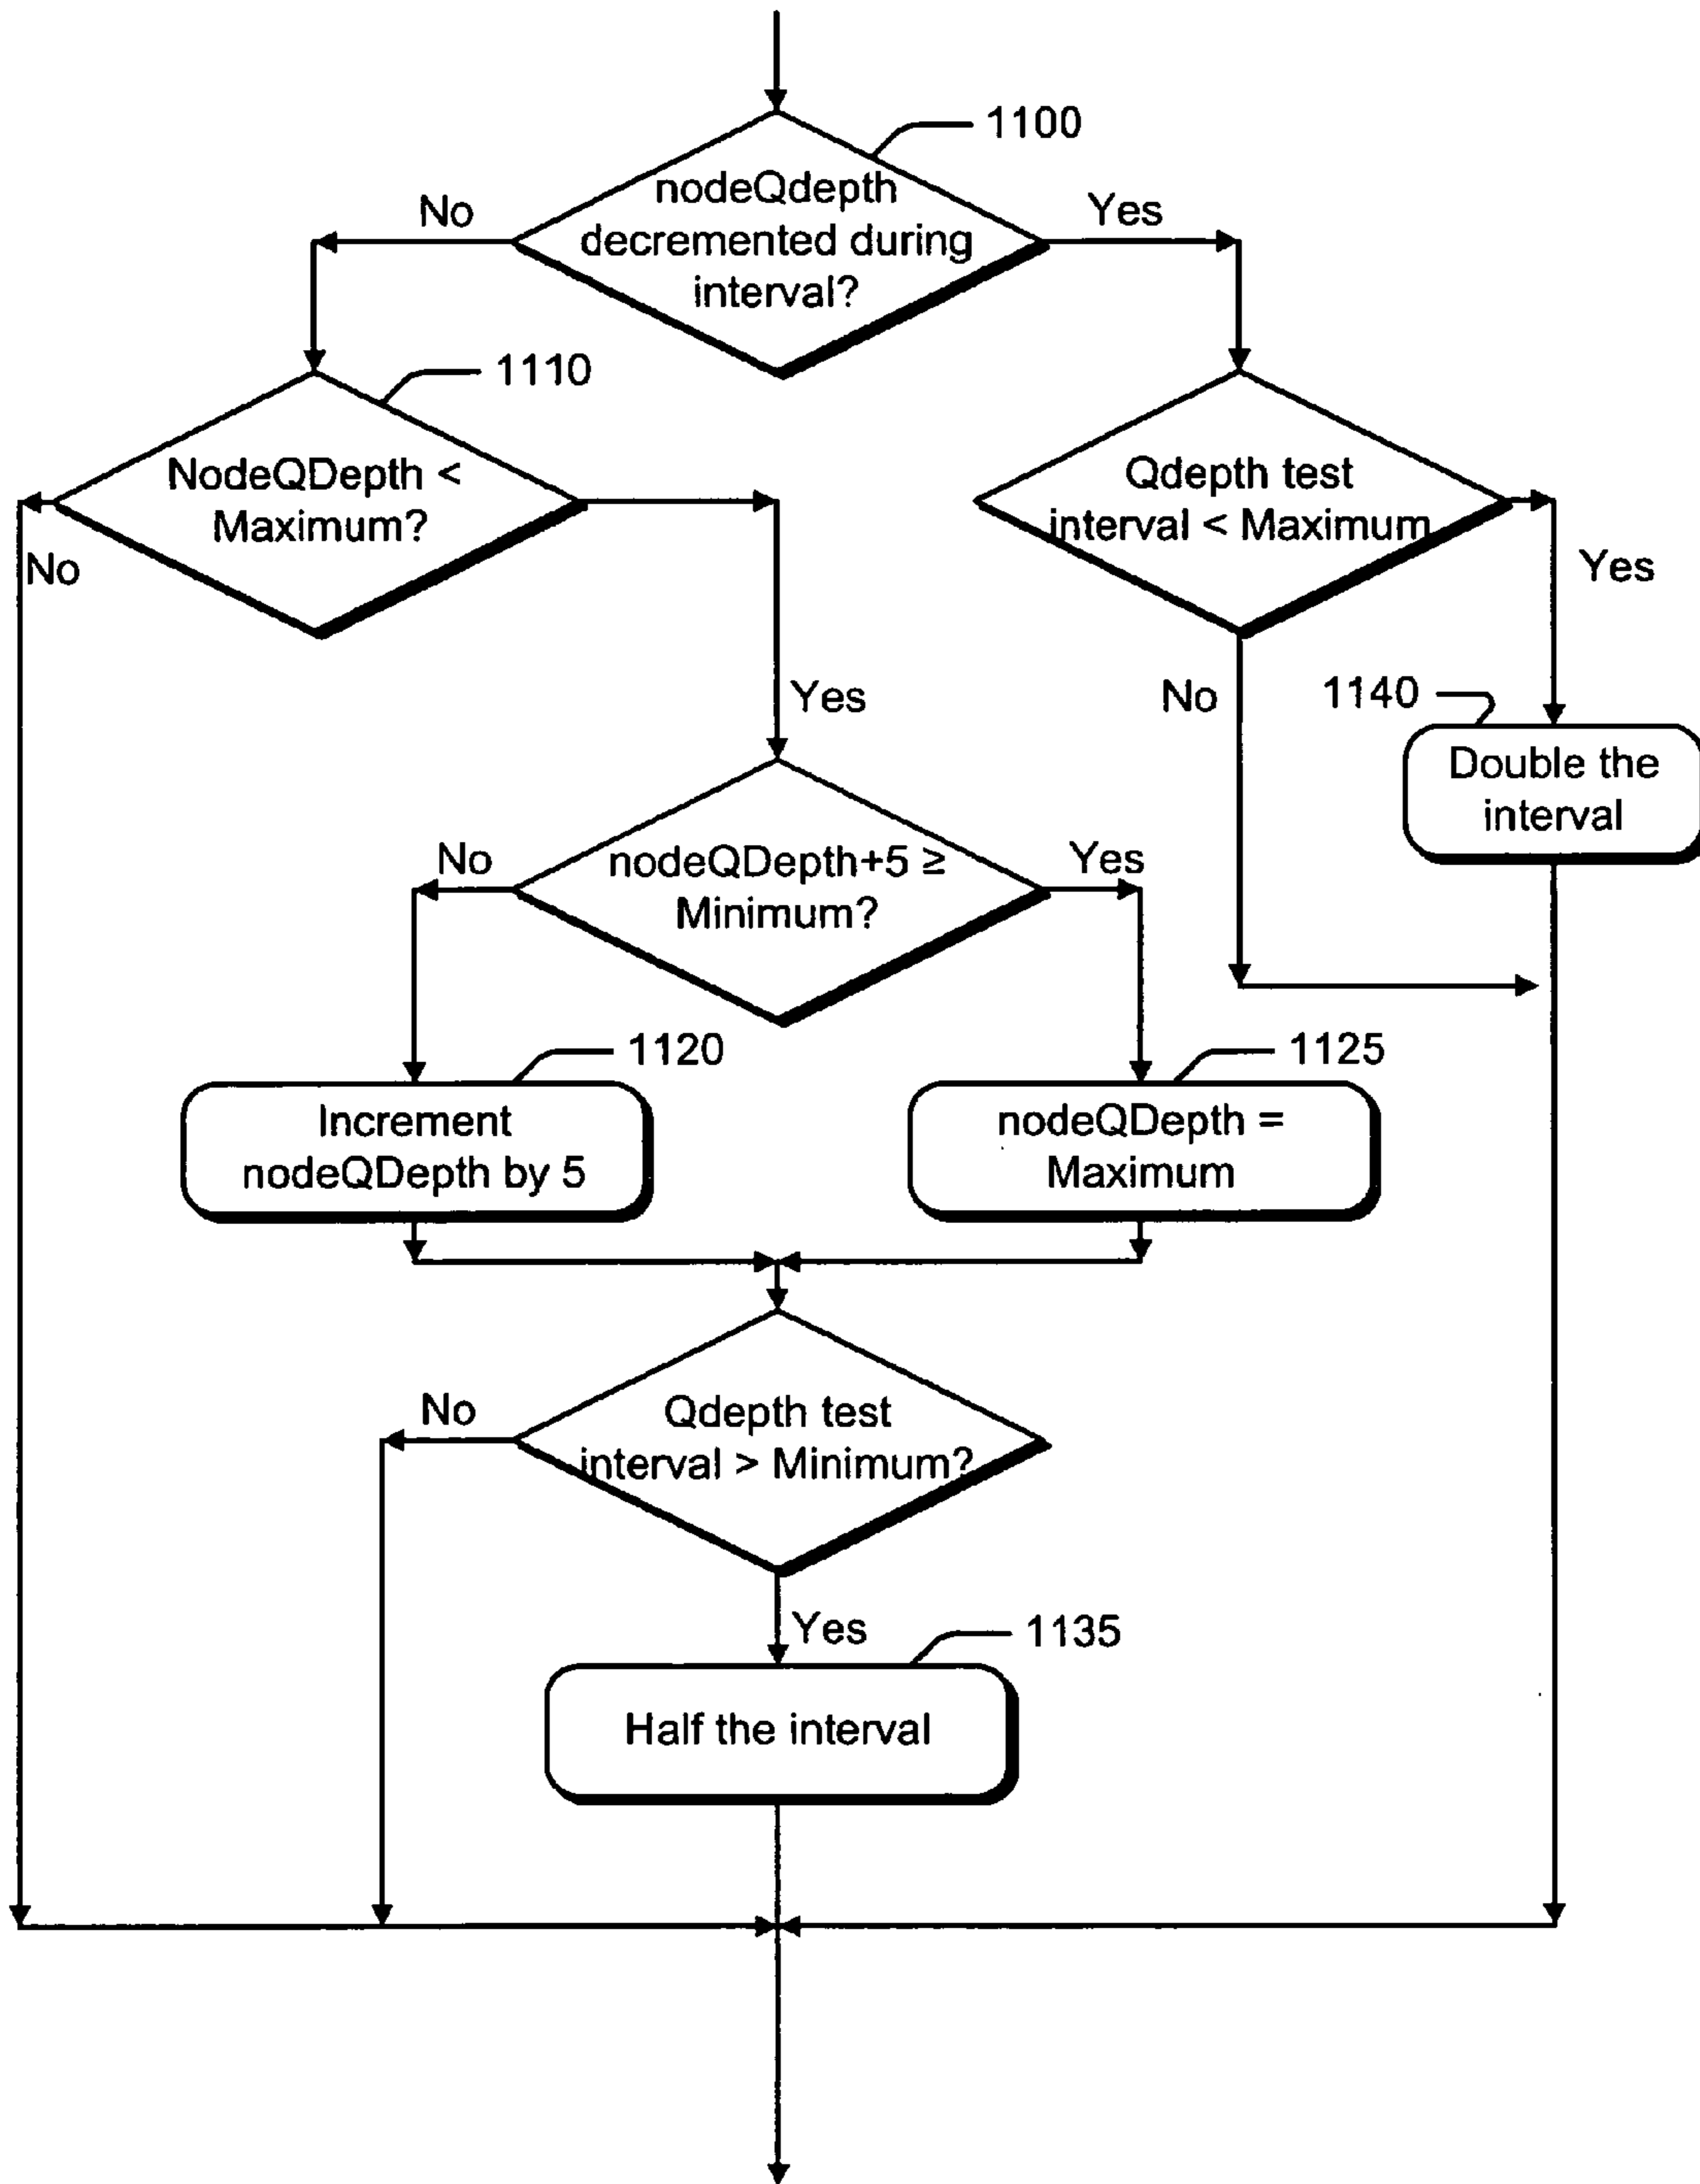 1100
nodeQdepth
decremented during
interval?
No
Yes
1110
NodeQDepth <
Maximum?
No
Yes
Qdepth test
interval < Maximum
Yes
No
1140
Double the
interval
nodeQDepth+5 ≥
Minimum?
No
Yes
1120
Increment
nodeQDepth by 5
1125
nodeQDepth =
Maximum
Qdepth test
interval > Minimum?
No
Yes
1135
Half the interval